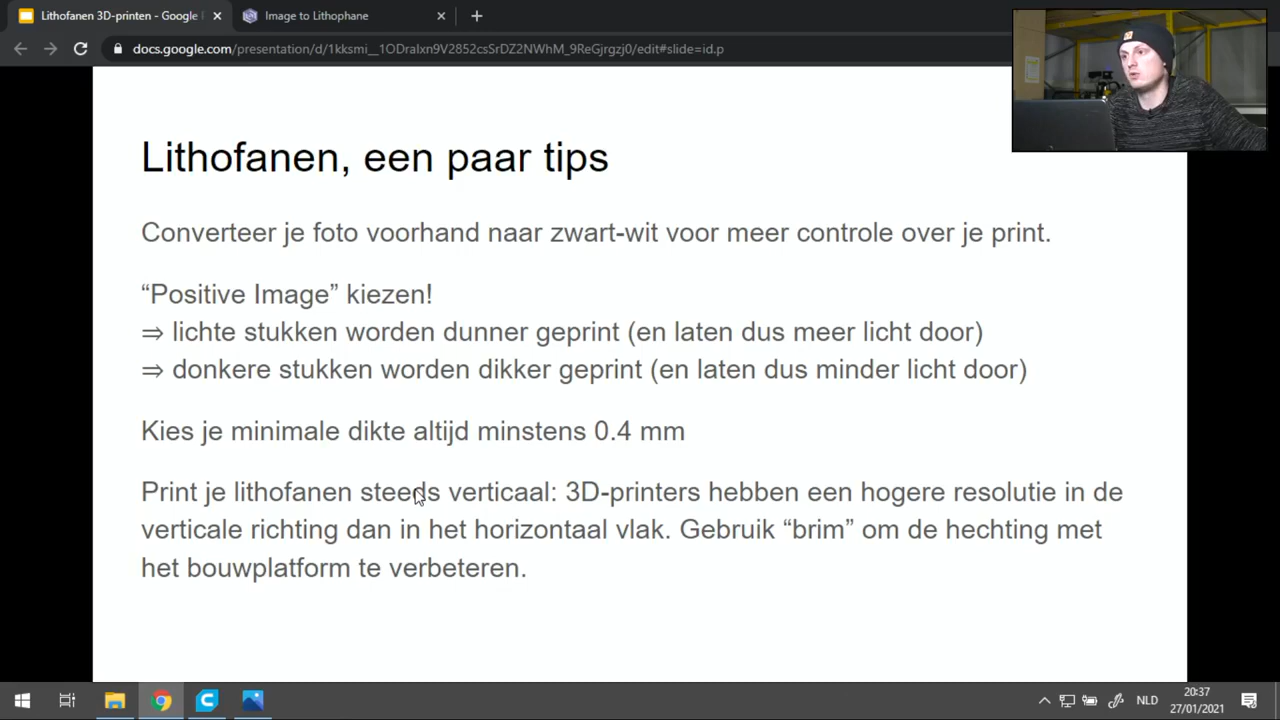 Lithofanen 3D-printen - Google
Image to Lithophane
docs.google.com/presentation/d/1kksmi__1ODraIxn9V2852csSrDZ2NWhM_9ReGjrgzj0/edit#slide=id.p
Lithofanen, een paar tips
Converteer je foto voorhand naar zwart-wit voor meer controle over je print.
“Positive Image” kiezen!
⇒ lichte stukken worden dunner geprint (en laten dus meer licht door)
⇒ donkere stukken worden dikker geprint (en laten dus minder licht door)
Kies je minimale dikte altijd minstens 0.4 mm
Print je lithofanen steeds verticaal: 3D-printers hebben een hogere resolutie in de
verticale richting dan in het horizontaal vlak. Gebruik “brim” om de hechting met
het bouwplatform te verbeteren.
NLD
20:37
27/01/2021